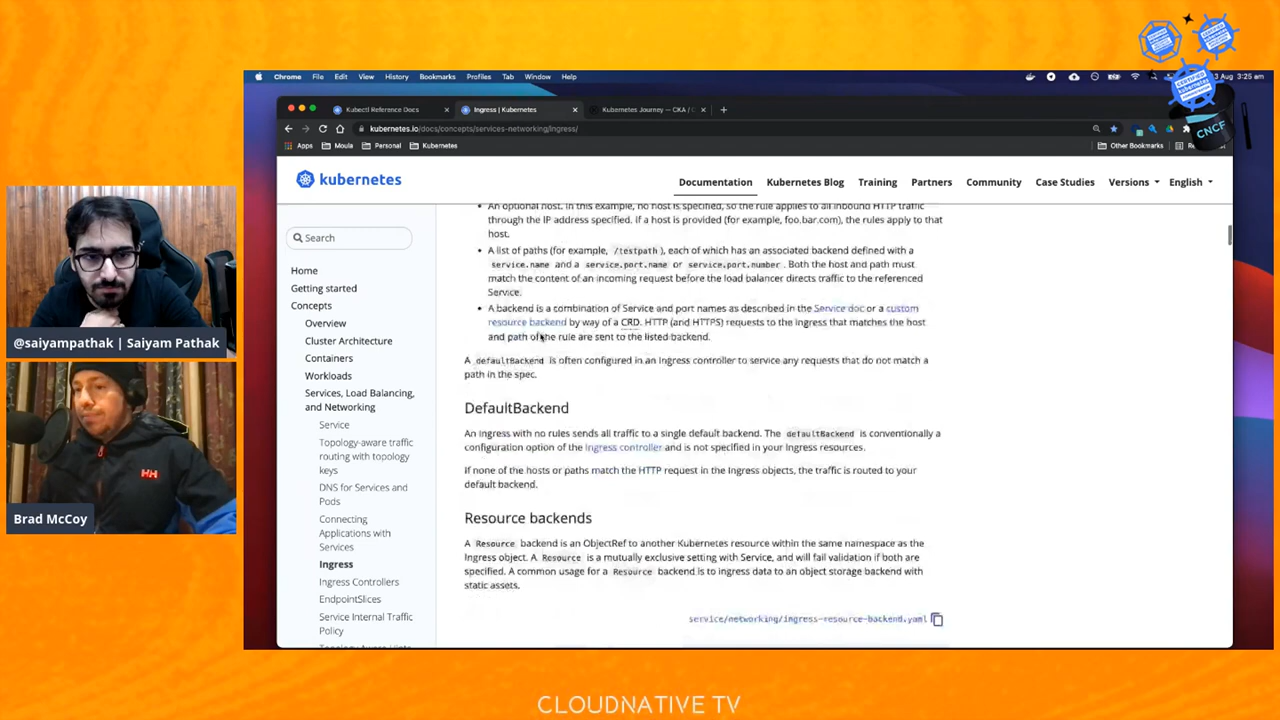 Chrome File Edit View History Bookmarks Profiles Tab Window Help
3 Aug 3:25 am
Kubectl Reference Docs
Ingress | Kubernetes
Kubernetes Journey — CKA / C
kubernetes.io/docs/concepts/services-networking/ingress/
Apps Moula Personal Kubernetes
Other Bookmarks
CNCF
kubernetes
Documentation Kubernetes Blog Training Partners Community Case Studies Versions English
Search
Home
Getting started
Concepts
Overview
Cluster Architecture
Containers
Workloads
Services, Load Balancing,
and Networking
Service
Topology-aware traffic
routing with topology
keys
DNS for Services and
Pods
Connecting
Applications with
Services
Ingress
Ingress Controllers
EndpointSlices
Service Internal Traffic
Policy
Topology Aware Hints
An optional host. In this example, no host is specified, so the rule applies to all inbound HTTP traffic
through the IP address specified. If a host is provided (for example, foo.bar.com), the rules apply to that
host.
A list of paths (for example, /testpath), each of which has an associated backend defined with a
service.name and a service.port.name or service.port.number. Both the host and path must
match the content of an incoming request before the load balancer directs traffic to the referenced
Service.
A backend is a combination of Service and port names as described in the Service doc or a custom
resource backend by way of a CRD. HTTP (and HTTPS) requests to the Ingress that matches the host
and path of the rule are sent to the listed backend.
A defaultBackend is often configured in an Ingress controller to service any requests that do not match a
path in the spec.
DefaultBackend
An Ingress with no rules sends all traffic to a single default backend. The defaultBackend is conventionally a
configuration option of the Ingress controller and is not specified in your Ingress resources.
If none of the hosts or paths match the HTTP request in the Ingress objects, the traffic is routed to your
default backend.
Resource backends
A Resource backend is an ObjectRef to another Kubernetes resource within the same namespace as the
Ingress object. A Resource is a mutually exclusive setting with Service, and will fail validation if both are
specified. A common usage for a Resource backend is to ingress data to an object storage backend with
static assets.
service/networking/ingress-resource-backend.yaml
@saiyampathak | Saiyam Pathak
HH
Brad McCoy
CLOUDNATIVE TV